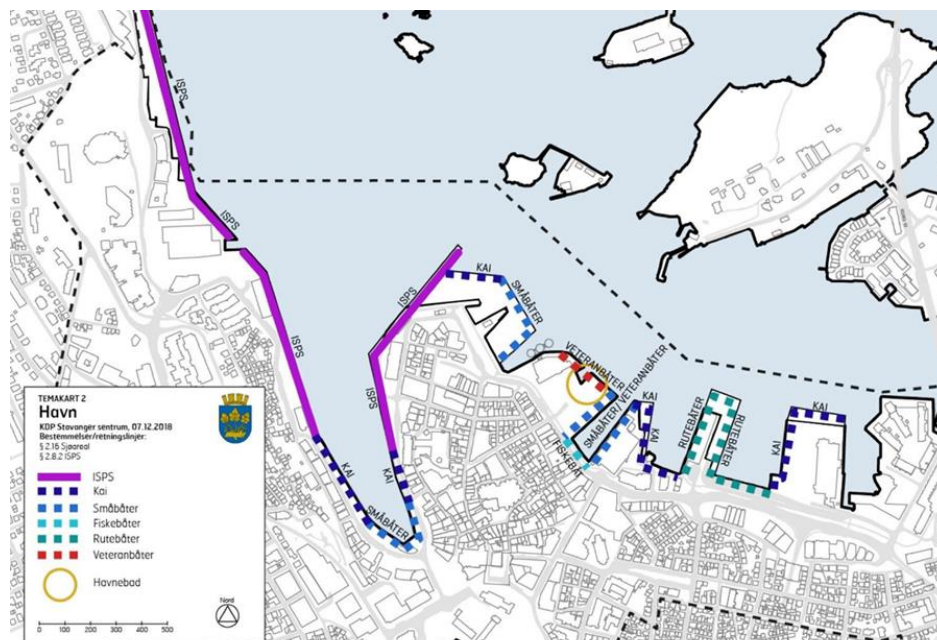 ISPS
ISPS
ISPS
ISPS
ISPS
KAI
SMÅBÅTER
VETERANBÅTER
SMÅBÅTER/ VETERANBÅTER
FISKEBÅT
KAI
RUTEBÅTER
RUTEBÅTER
KAI
KAI
KAI
KAI
SMÅBÅTER
TEMAKART 2
Havn
KDP Stavanger sentrum, 07.12.2018
Bestemmelser/retningslinjer:
§ 2.16 Sjøareal
§ 2.8.2 ISPS
ISPS
Kai
Småbåter
Fiskebåter
Rutebåter
Veteranbåter
Havnebad
Nord
0 100 200 300 400 500